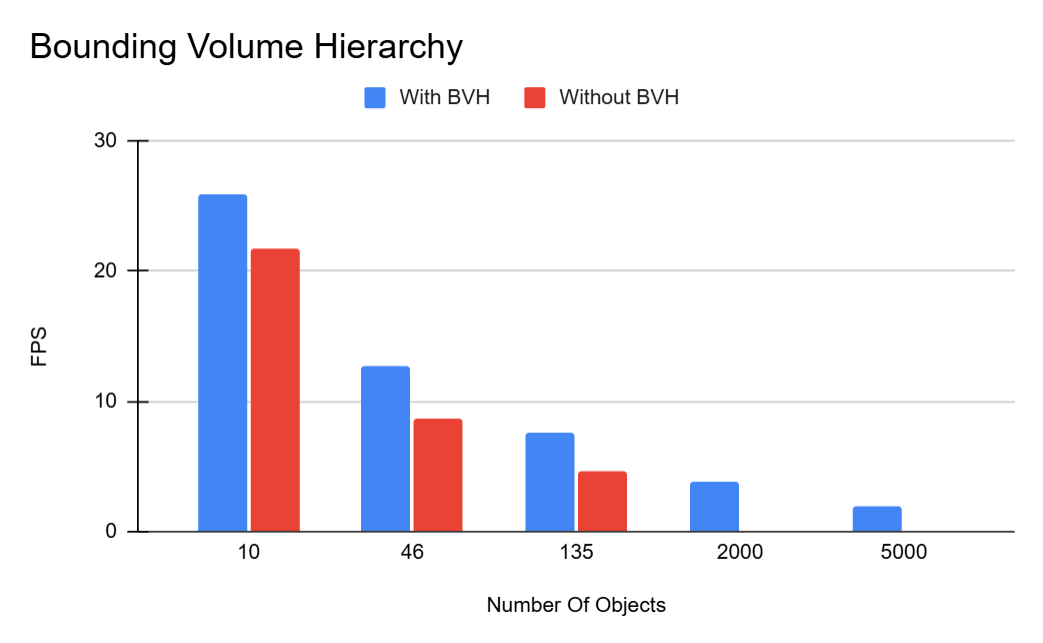 Bounding Volume Hierarchy
With BVH Without BVH
30
20
10
0
FPS
10 46 135 2000 5000
Number Of Objects